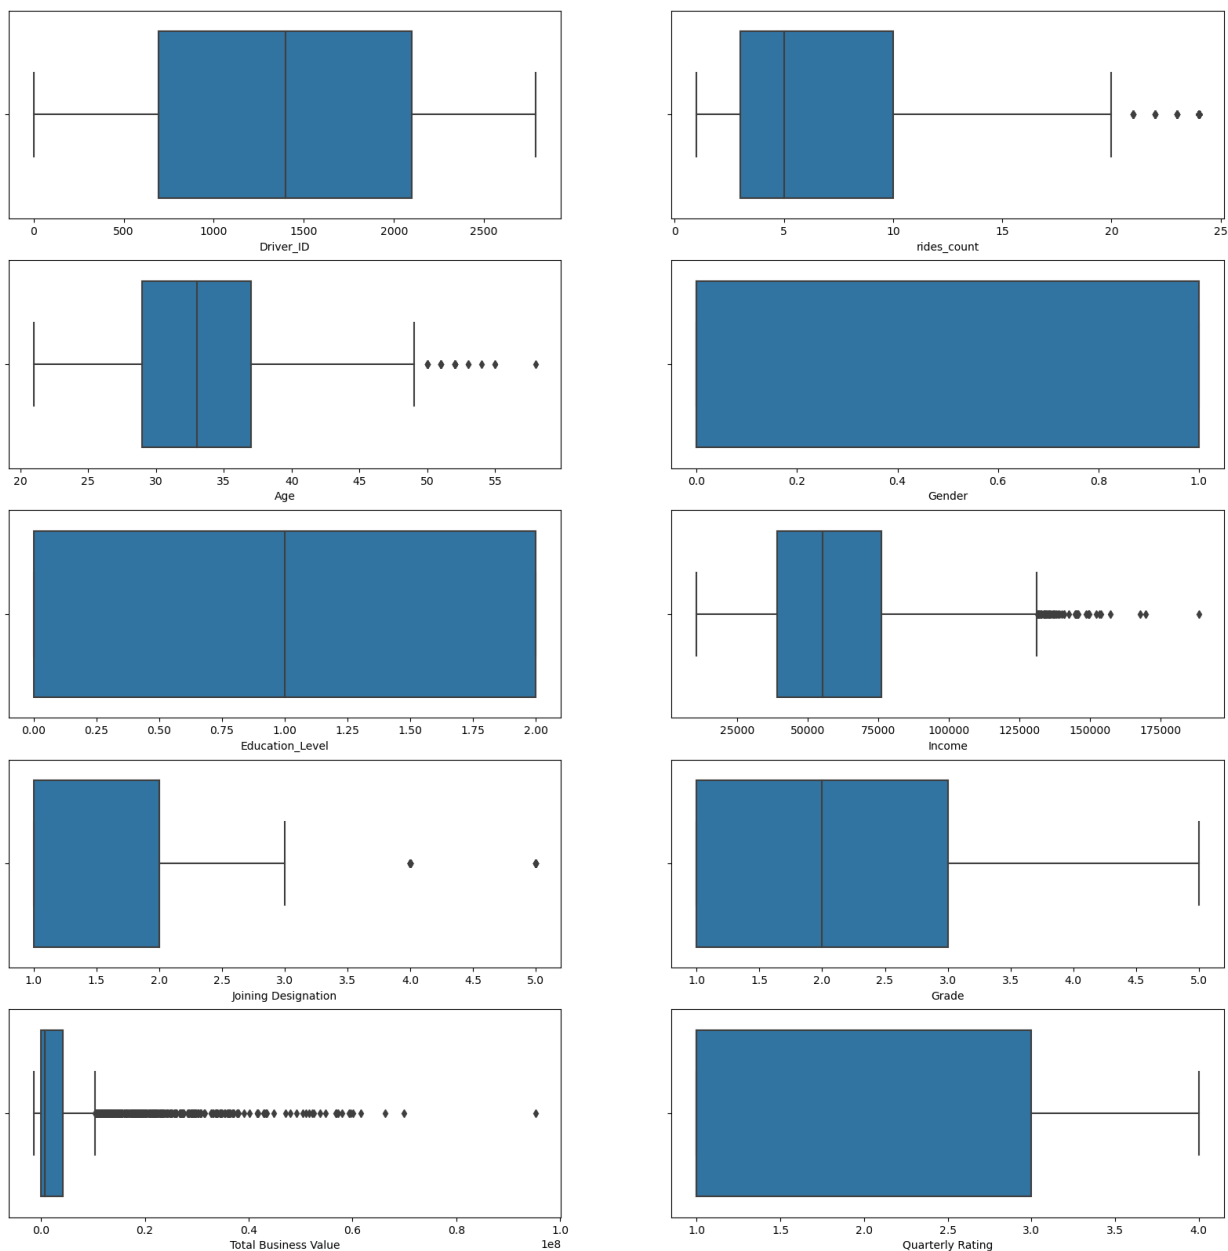 0 500 1000 1500 2000 2500
Driver_ID
0 5 10 15 20 25
rides_count
20 25 30 35 40 45 50 55
Age
0.0 0.2 0.4 0.6 0.8 1.0
Gender
0.00 0.25 0.50 0.75 1.00 1.25 1.50 1.75 2.00
Education_Level
25000 50000 75000 100000 125000 150000 175000
Income
1.0 1.5 2.0 2.5 3.0 3.5 4.0 4.5 5.0
Joining Designation
1.0 1.5 2.0 2.5 3.0 3.5 4.0 4.5 5.0
Grade
0.0 0.2 0.4 0.6 0.8 1.0
1e8
Total Business Value
1.0 1.5 2.0 2.5 3.0 3.5 4.0
Quarterly Rating